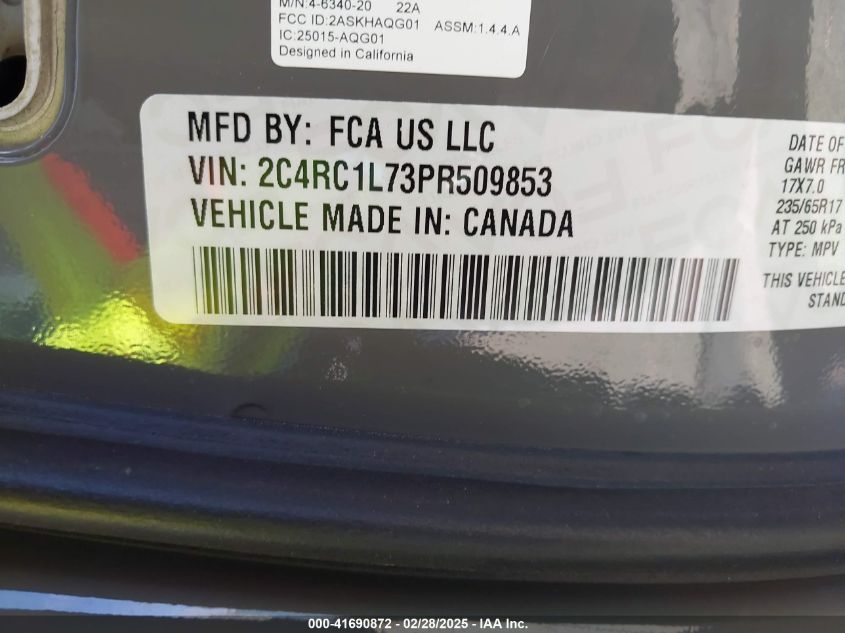 M/N:4-6340-20 22A
FCC ID:2ASKHAQG01 ASSM:1.4.4.A
IC:25015-AQG01
Designed in California
MFD BY: FCA US LLC
VIN: 2C4RC1L73PR509853
VEHICLE MADE IN: CANADA
DATE OF
GAWR FR
17X7.0
235/65R17
AT 250 kPa
TYPE: MPV
THIS VEHICLE
STAND
000-41690872 - 02/28/2025 - IAA Inc.